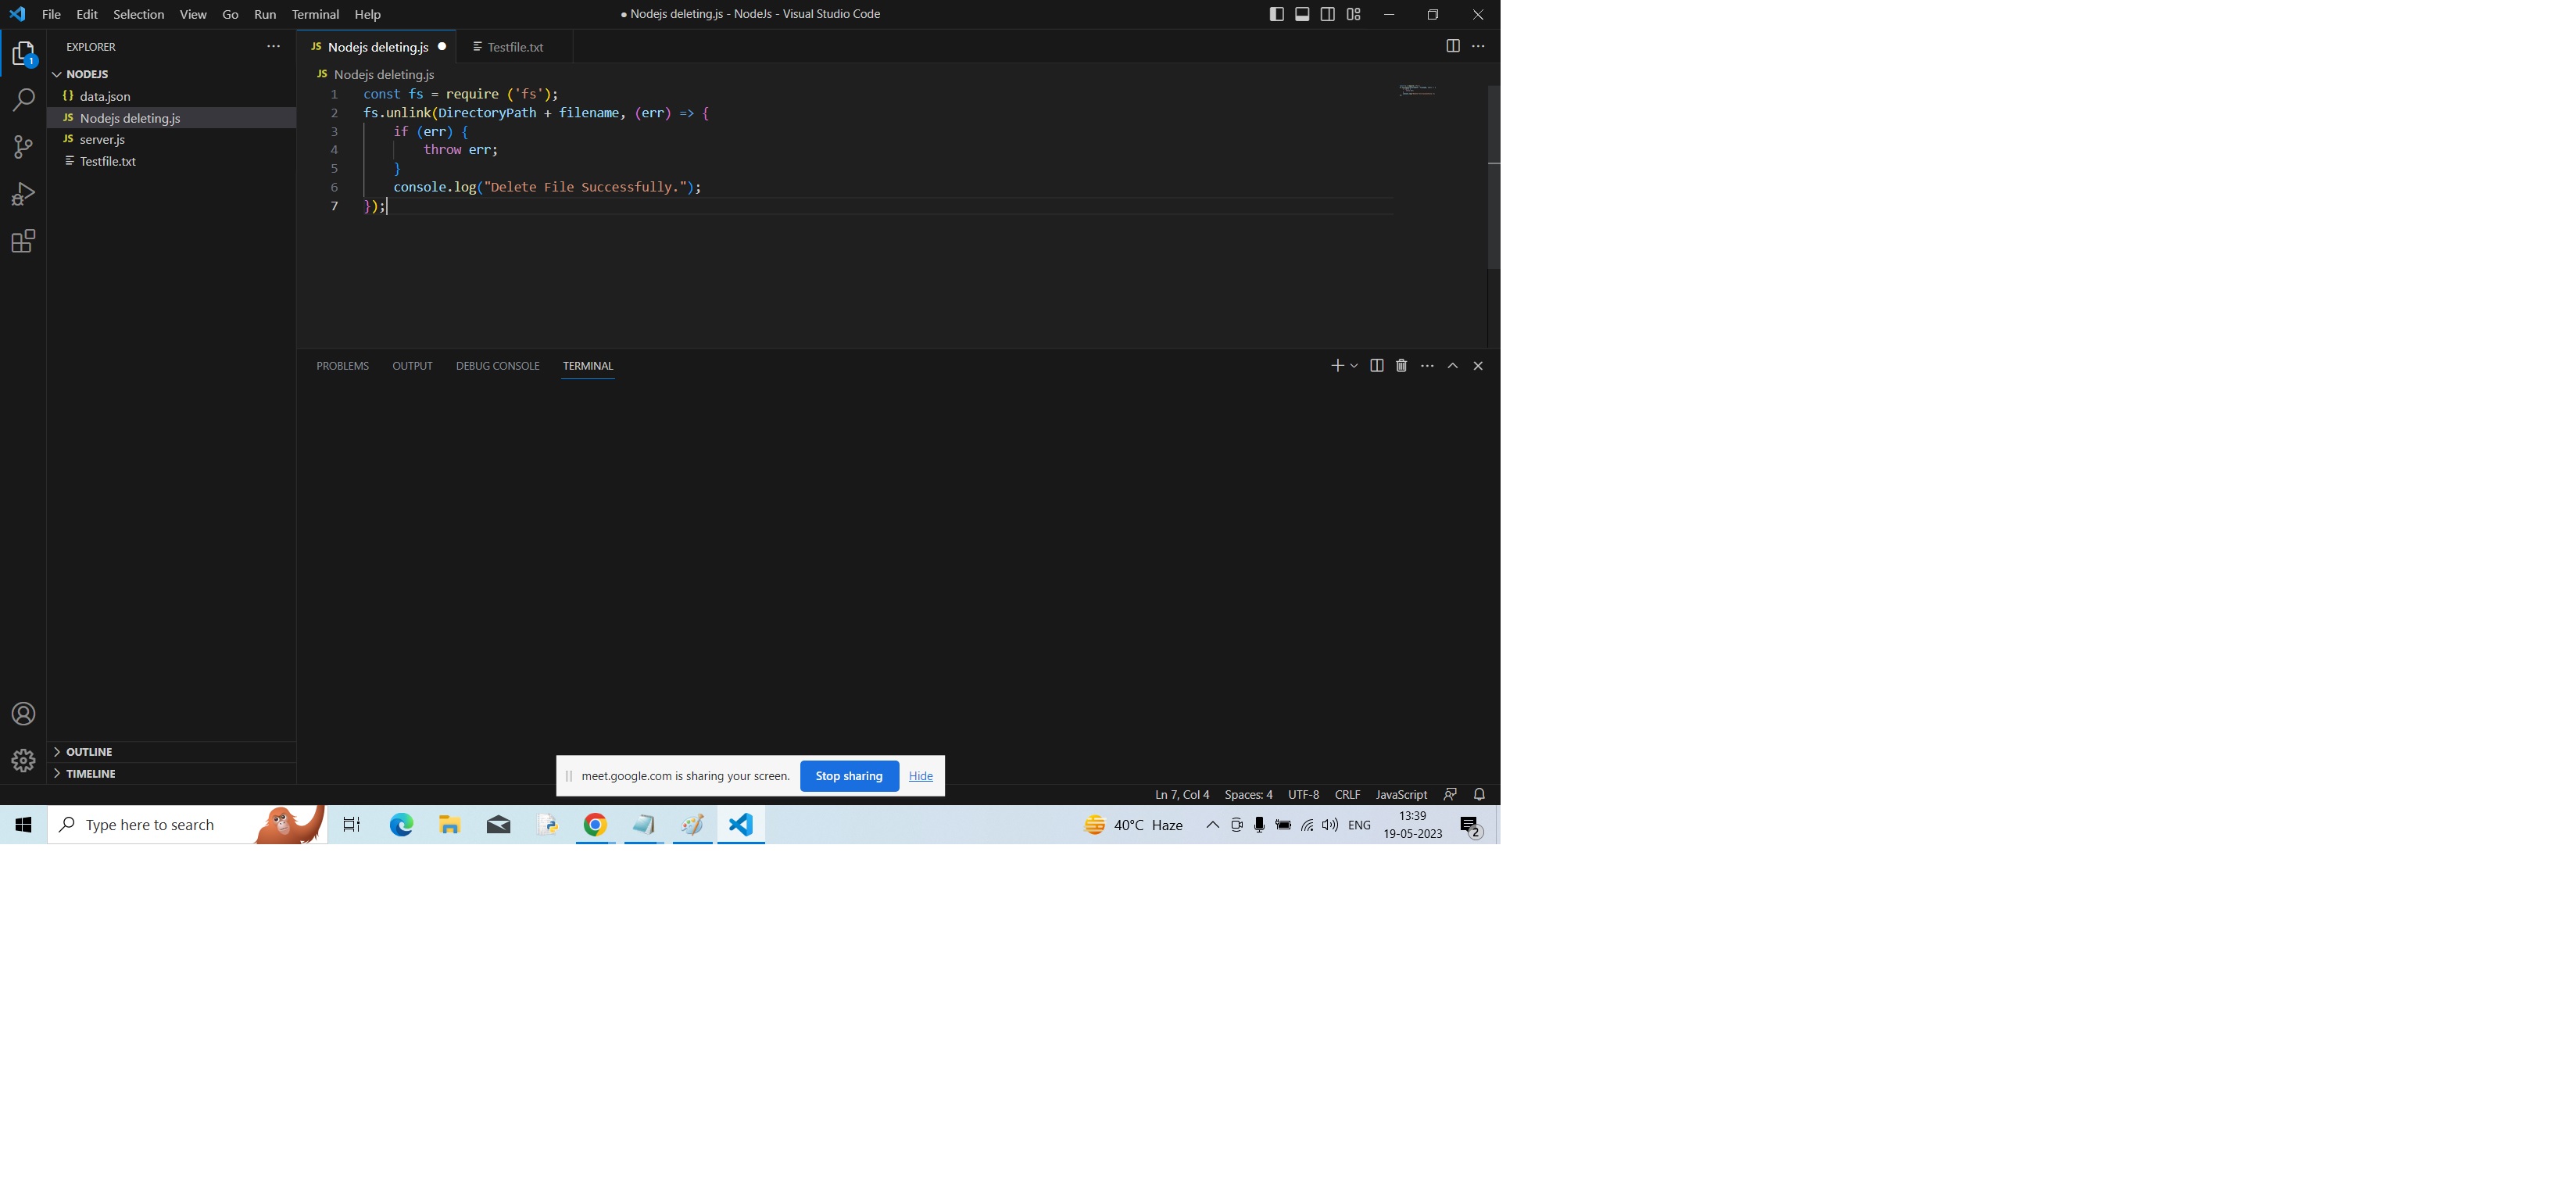 File Edit Selection View Go Run Terminal Help
● Nodejs deleting.js - NodeJs - Visual Studio Code
EXPLORER
NODEJS
{} data.json
JS Nodejs deleting.js
JS server.js
Testfile.txt
OUTLINE
TIMELINE
1
JS Nodejs deleting.js ●
Testfile.txt
JS Nodejs deleting.js
1 const fs = require ('fs');
2 fs.unlink(DirectoryPath + filename, (err) => {
3 if (err) {
4 throw err;
5 }
6 console.log("Delete File Successfully.");
7 });
PROBLEMS OUTPUT DEBUG CONSOLE TERMINAL
meet.google.com is sharing your screen. Stop sharing Hide
Ln 7, Col 4 Spaces: 4 UTF-8 CRLF JavaScript
Type here to search
40°C Haze
ENG
13:39
19-05-2023
2